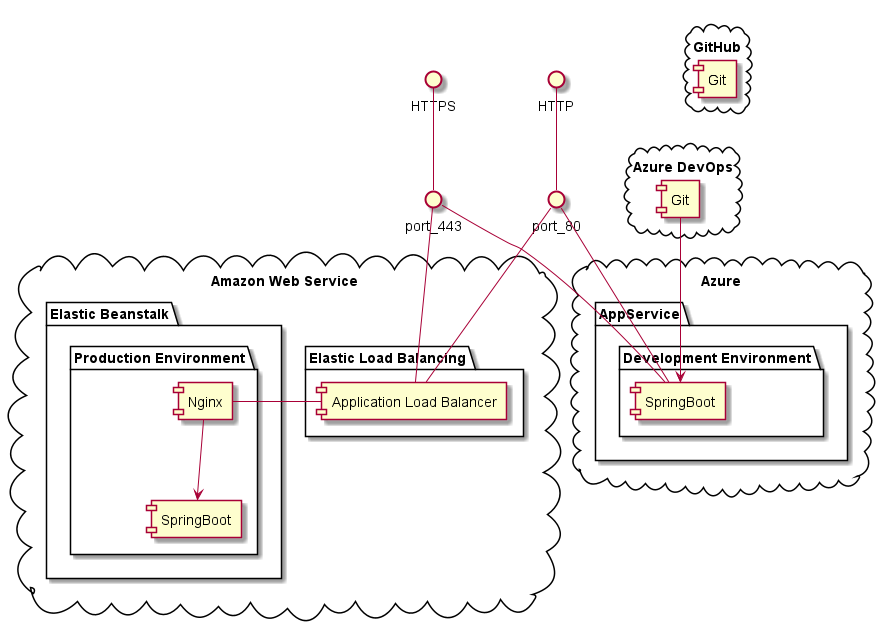 GitHub
Git
HTTPS
HTTP
Azure DevOps
Git
port_443
port_80
Amazon Web Service
Azure
Elastic Beanstalk
AppService
Production Environment
Elastic Load Balancing
Development Environment
Nginx
Application Load Balancer
SpringBoot
SpringBoot